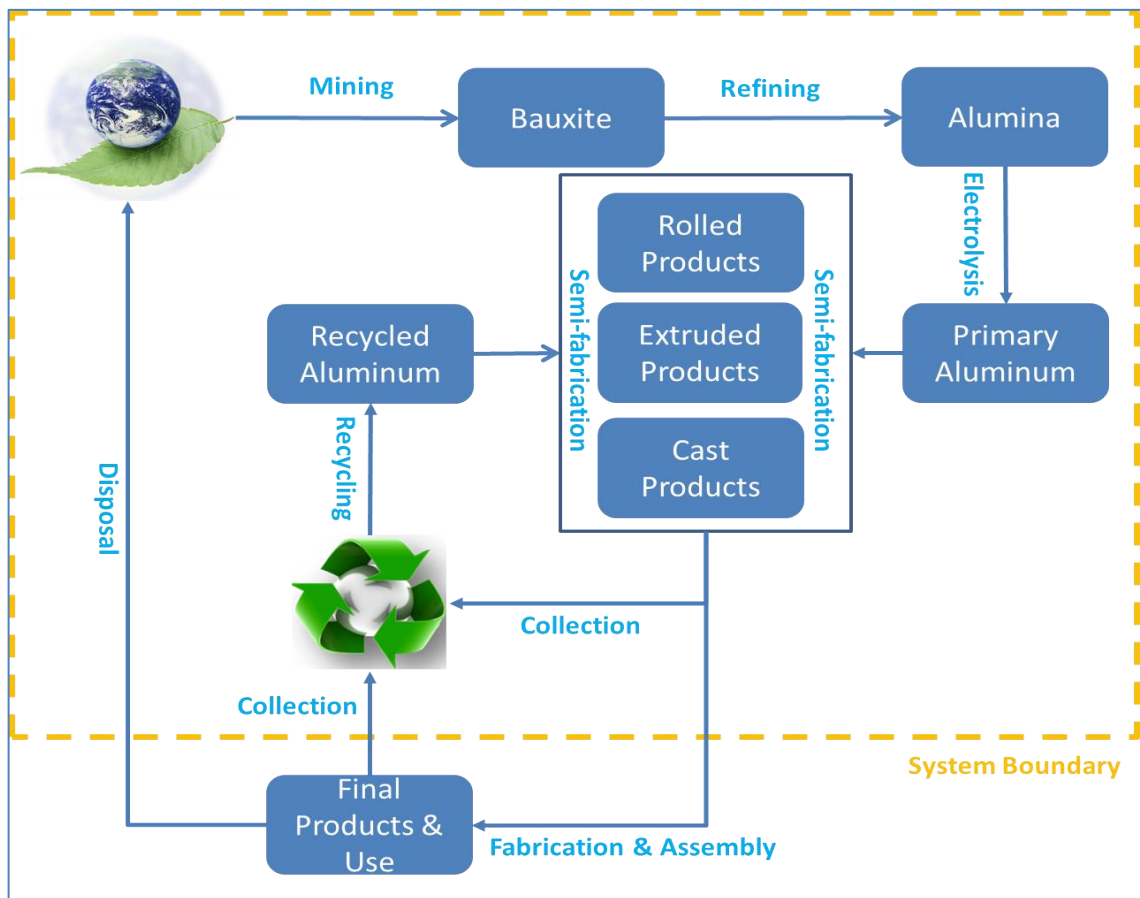 Mining
Bauxite
Refining
Alumina
Electrolysis
Rolled
Products
Semi-fabrication
Semi-fabrication
Extruded
Products
Recycled
Aluminum
Primary
Aluminum
Cast
Products
Recycling
Disposal
Collection
Collection
System Boundary
Final
Products &
Use
Fabrication & Assembly